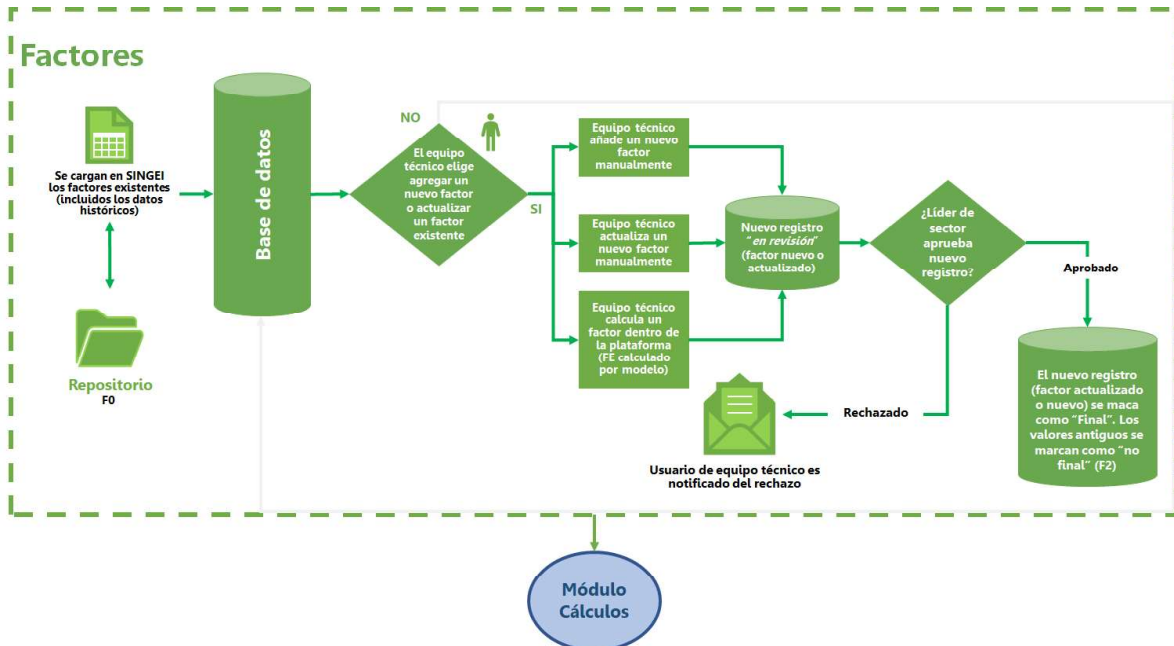 Factores
Se cargan en SINGEI
los factores existentes
(incluidos los datos
históricos)
Repositorio
F0
Base de datos
NO
El equipo
técnico elige
agregar un
nuevo factor
o actualizar
un factor
existente
SI
Equipo técnico
añade un nuevo
factor
manualmente
Equipo técnico
actualiza un
nuevo factor
manualmente
Equipo técnico
calcula un
factor dentro de
la plataforma
(FE calculado
por modelo)
Nuevo registro
"en revisión"
(factor nuevo o
actualizado)
¿Líder de
sector
aprueba
nuevo
registro?
Aprobado
Rechazado
Usuario de equipo técnico es
notificado del rechazo
El nuevo registro
(factor actualizado
o nuevo) se maca
como “Final”. Los
valores antiguos se
marcan como “no
final” (F2)
Módulo
Cálculos